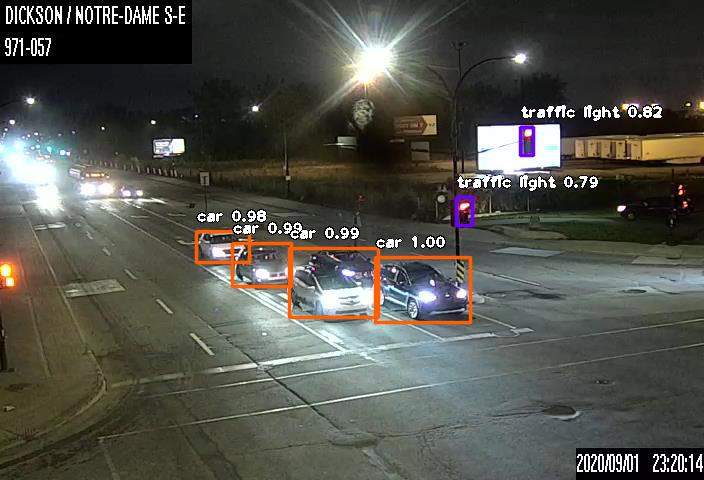 DICKSON / NOTRE-DAME S-E
971-057
traffic light 0.82
traffic light 0.79
car 0.98
car 0.99
car 0.99
car 1.00
2020/09/01 23:20:14